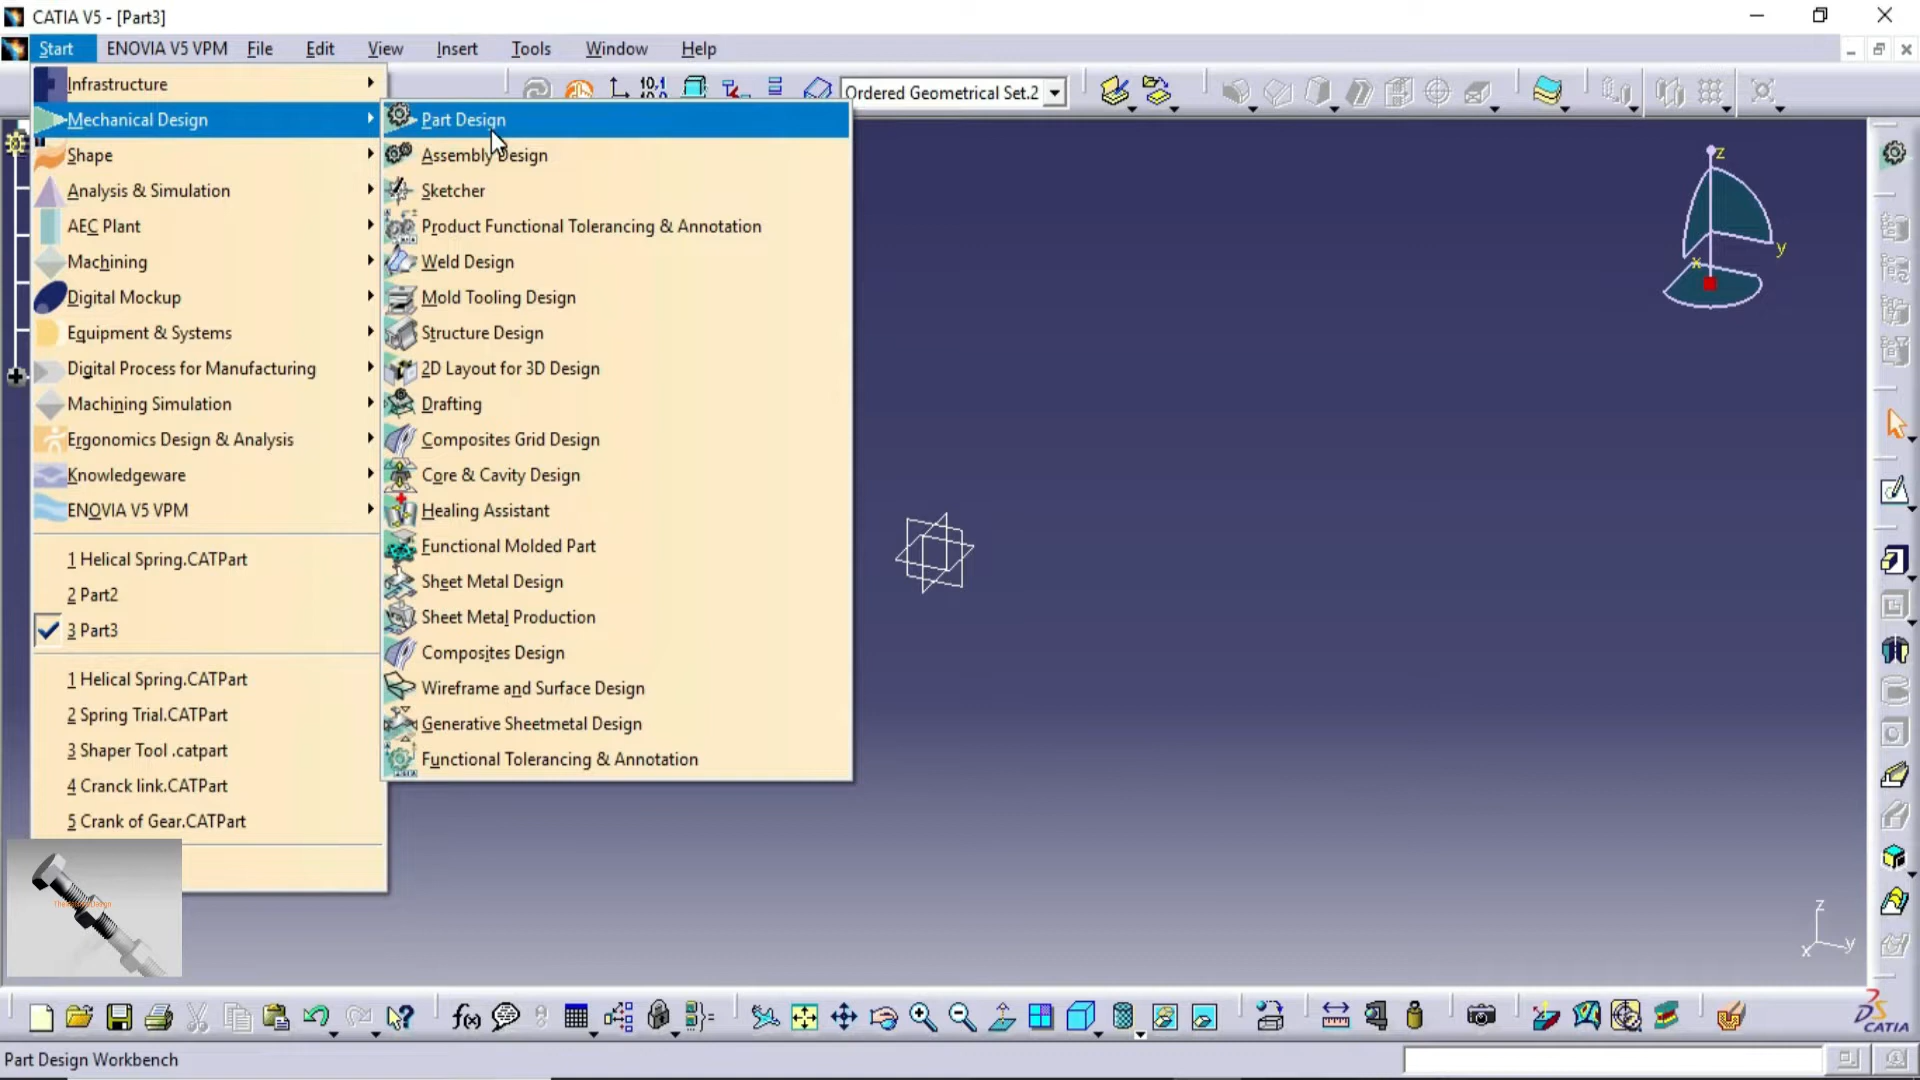 CATIA V5 - [Part3]
Start ENOVIA V5 VPM File Edit View Insert Tools Window Help
Ordered Geometrical Set.2
Infrastructure
Mechanical Design
Shape
Analysis & Simulation
AEC Plant
Machining
Digital Mockup
Equipment & Systems
Digital Process for Manufacturing
Machining Simulation
Ergonomics Design & Analysis
Knowledgeware
ENOVIA V5 VPM
1 Helical Spring.CATPart
2 Part2
3 Part3
1 Helical Spring.CATPart
2 Spring Trial.CATPart
3 Shaper Tool .catpart
4 Cranck link.CATPart
5 Crank of Gear.CATPart
Part Design
Assembly Design
Sketcher
Product Functional Tolerancing & Annotation
Weld Design
Mold Tooling Design
Structure Design
2D Layout for 3D Design
Drafting
Composites Grid Design
Core & Cavity Design
Healing Assistant
Functional Molded Part
Sheet Metal Design
Sheet Metal Production
Composites Design
Wireframe and Surface Design
Generative Sheetmetal Design
Functional Tolerancing & Annotation
z
y
x
z
x y
f(x)
CATIA
Part Design Workbench